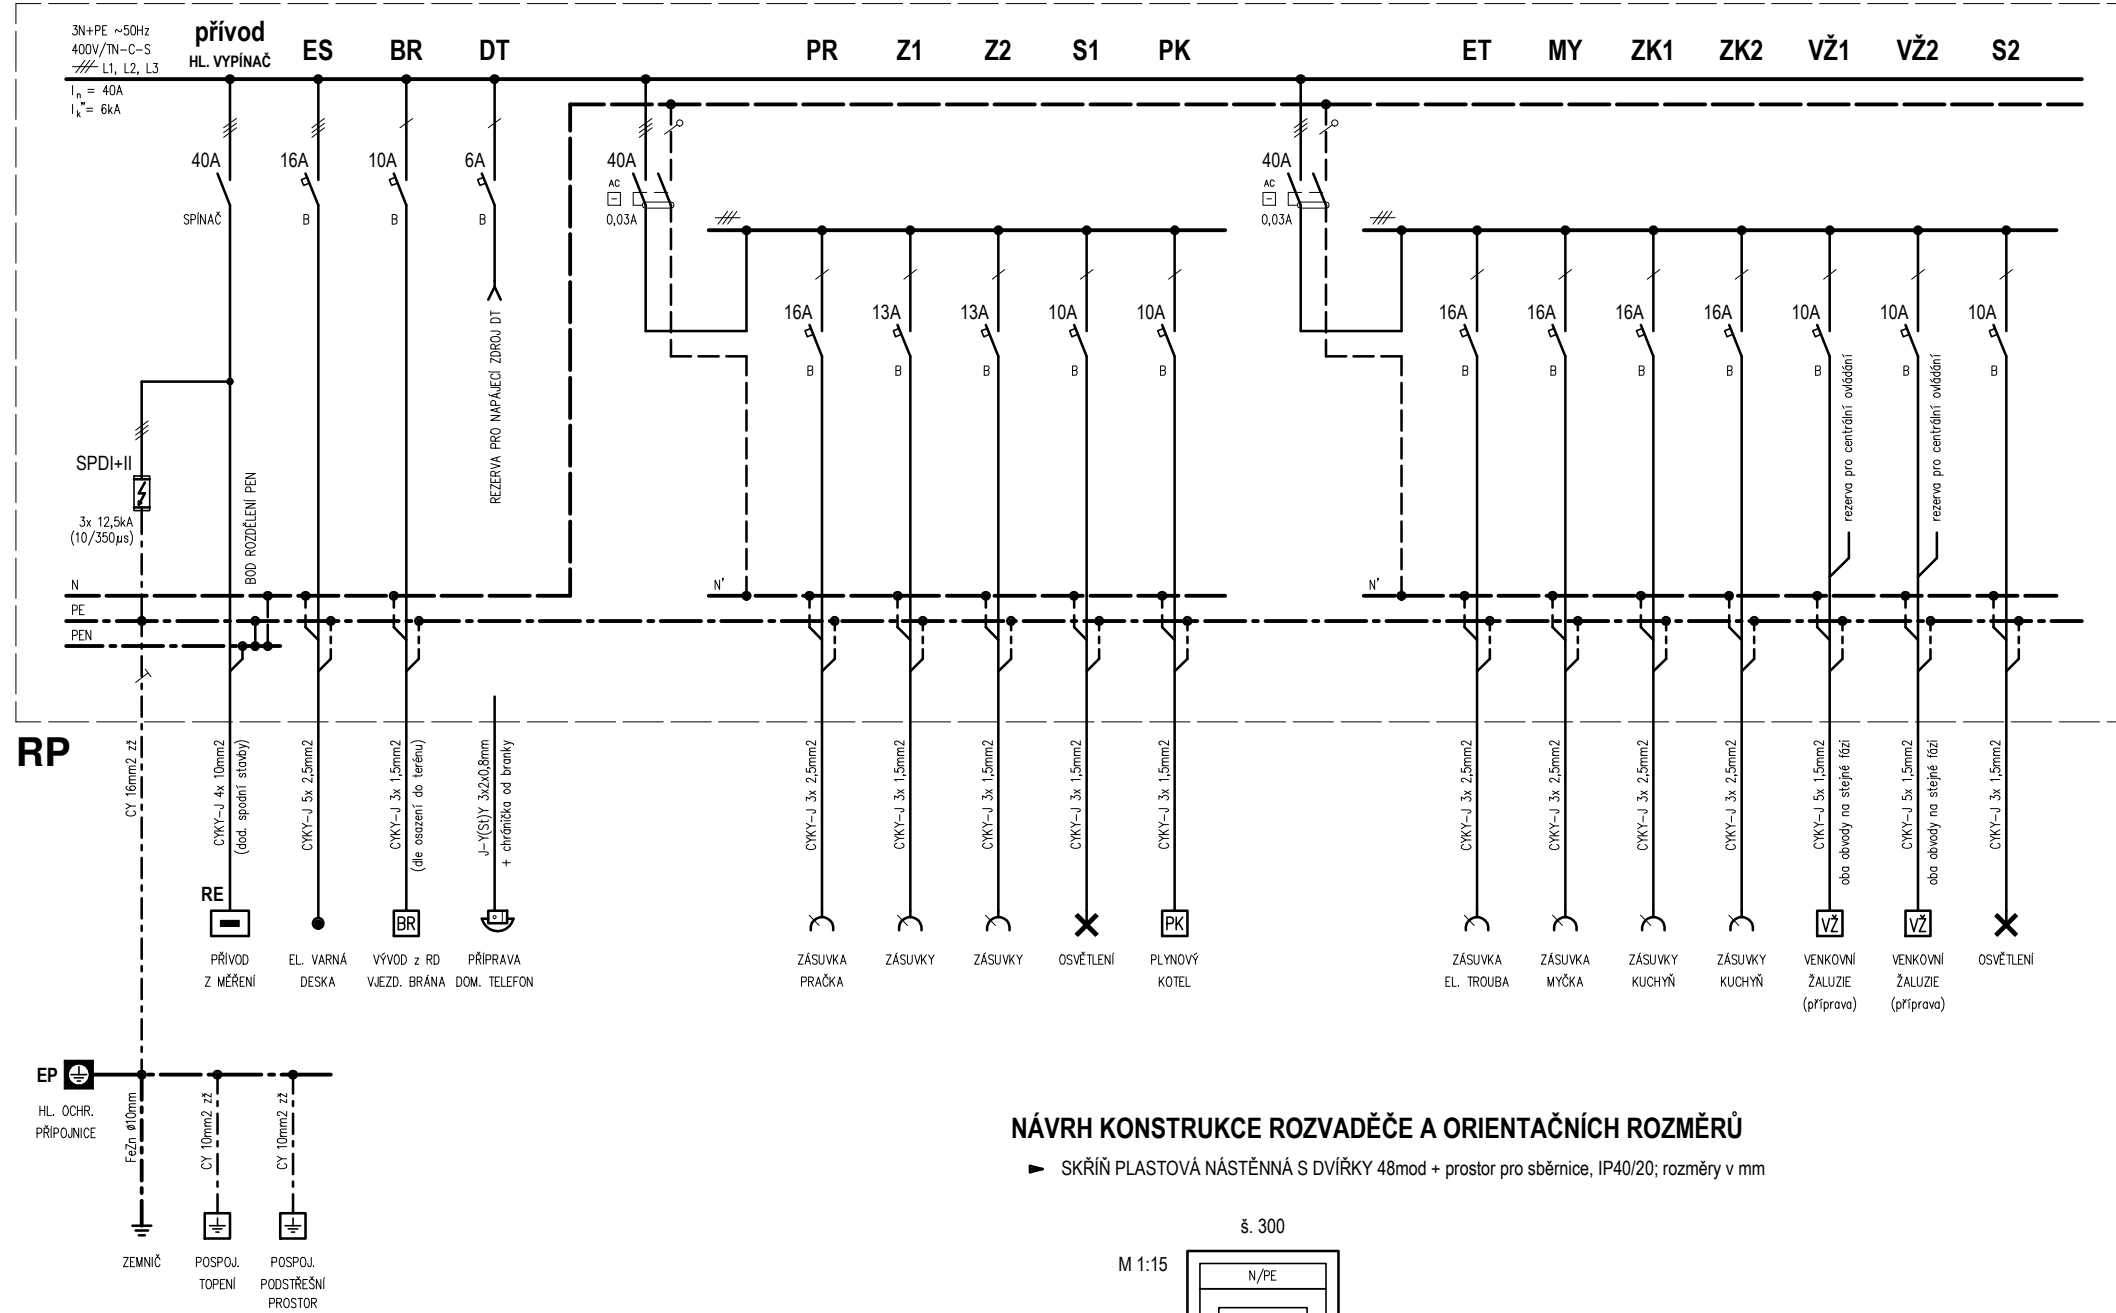 3N+PE ~50Hz
400V/TN-C-S
L1, L2, L3
In = 40A
Ik"= 6kA
přívod
HL. VYPÍNAČ
ES
BR
DT
PR
Z1
Z2
S1
PK
ET
MY
ZK1
ZK2
VŽ1
VŽ2
S2
40A
SPÍNAČ
16A
B
10A
B
6A
B
40A
AC
0,03A
40A
AC
0,03A
16A
B
13A
B
13A
B
10A
B
10A
B
16A
B
16A
B
16A
B
16A
B
10A
B
10A
B
10A
B
REZERVA PRO NAPÁJECÍ ZDROJ DT
rezerva pro centrální ovládání
rezerva pro centrální ovládání
SPDI+II
3x 12,5kA
(10/350µs)
BOD ROZDĚLENÍ PEN
N
PE
PEN
N'
N'
RP
CY 16mm2 zž
CYKY-J 4x 10mm2
(dod. spodní stavby)
CYKY-J 5x 2,5mm2
CYKY-J 3x 1,5mm2
(dle osazení do terénu)
J-Y(St)Y 3x2x0,8mm
+ chránička od branky
CYKY-J 3x 2,5mm2
CYKY-J 3x 1,5mm2
CYKY-J 3x 1,5mm2
CYKY-J 3x 1,5mm2
CYKY-J 3x 1,5mm2
CYKY-J 3x 2,5mm2
CYKY-J 3x 2,5mm2
CYKY-J 3x 2,5mm2
CYKY-J 3x 2,5mm2
CYKY-J 5x 1,5mm2
oba obvody na stejné fázi
CYKY-J 5x 1,5mm2
oba obvody na stejné fázi
CYKY-J 3x 1,5mm2
RE
BR
PK
VŽ
VŽ
PŘÍVOD
Z MĚŘENÍ
EL. VARNÁ
DESKA
VÝVOD z RD
VJEZD. BRÁNA
PŘÍPRAVA
DOM. TELEFON
ZÁSUVKA
PRAČKA
ZÁSUVKY
ZÁSUVKY
OSVĚTLENÍ
PLYNOVÝ
KOTEL
ZÁSUVKA
EL. TROUBA
ZÁSUVKA
MYČKA
ZÁSUVKY
KUCHYŇ
ZÁSUVKY
KUCHYŇ
VENKOVNÍ
ŽALUZIE
(příprava)
VENKOVNÍ
ŽALUZIE
(příprava)
OSVĚTLENÍ
EP
HL. OCHR.
PŘÍPOJNICE
FeZn ø10mm
CY 10mm2 zž
CY 10mm2 zž
ZEMNIČ
POSPOJ.
TOPENÍ
POSPOJ.
PODSTŘEŠNÍ
PROSTOR
NÁVRH KONSTRUKCE ROZVADĚČE A ORIENTAČNÍCH ROZMĚRŮ
► SKŘÍŇ PLASTOVÁ NÁSTĚNNÁ S DVÍŘKY 48mod + prostor pro sběrnice, IP40/20; rozměry v mm
š. 300
M 1:15
N/PE